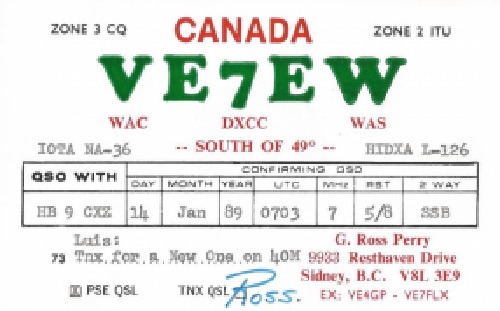 ZONE 3 CQ CANADA ZONE 2 ITU
VE7EW
WAC DXCC WAS
IOTA NA-36 -- SOUTH OF 49° -- HIDXA L-126
QSO WITH CONFIRMING QSO
DAY MONTH YEAR UTC MHz RST 2 WAY
HB 9 CXZ 14 Jan 89 0703 7 5/8 SSB
Luis: G. Ross Perry
73 Tnx.for a New One on 40M 9933 Resthaven Drive
Sidney, B.C. V8L 3E9
PSE QSL TNX QSL Ross. EX: VE4GP - VE7FLX